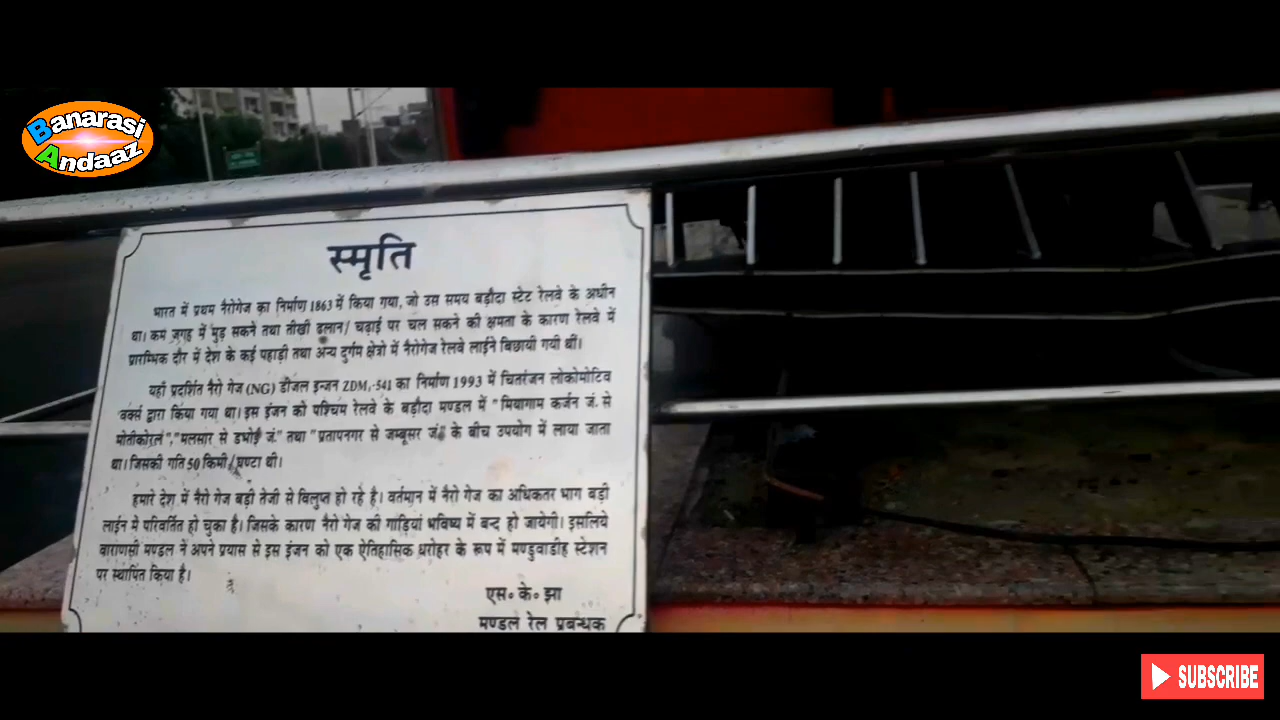 Banarasi
Andaaz
स्मृति
भारत में प्रथम नैरोगेज का निर्माण 1863 में किया गया, जो उस समय बड़ौदा स्टेट रेलवे के अधीन
था। कम जगह में मुड़ सकने तथा तीखी ढलान/ चढ़ाई पर चल सकने की क्षमता के कारण रेलवे में
प्रारम्भिक दौर में देश के कई पहाड़ी तथा अन्य दुर्गम क्षेत्रो में नैरोगेज रेलवे लाईने बिछायी गयी थीं।
यहाँ प्रदर्शित नैरो गेज (NG) डीजल इन्जन ZDM,-541 का निर्माण 1993 में चितरंजन लोकोमोटिव
वर्क्स द्वारा किया गया था। इस इंजन को पश्चिम रेलवे के बड़ौदा मण्डल में " मियागाम कर्जन जं. से
मोतीकोरल ","मलसार से डभोई जं." तथा " प्रतापनगर से जम्बूसर जं." के बीच उपयोग में लाया जाता
था। जिसकी गति 50 किमी/घण्टा थी।
हमारे देश में नैरो गेज बड़ी तेजी से विलुप्त हो रहे है। वर्तमान में नैरो गेज का अधिकतर भाग बड़ी
लाईन मे परिवर्तित हो चुका है। जिसके कारण नैरो गेज की गाड़ियां भविष्य में बन्द हो जायेगी। इसलिये
वाराणसी मण्डल नें अपने प्रयास से इस इंजन को एक ऐतिहासिक धरोहर के रूप में मण्डुवाडीह स्टेशन
पर स्थापित किया है।
एस॰ के॰ झा
मण्डल रेल प्रबन्धक
SUBSCRIBE